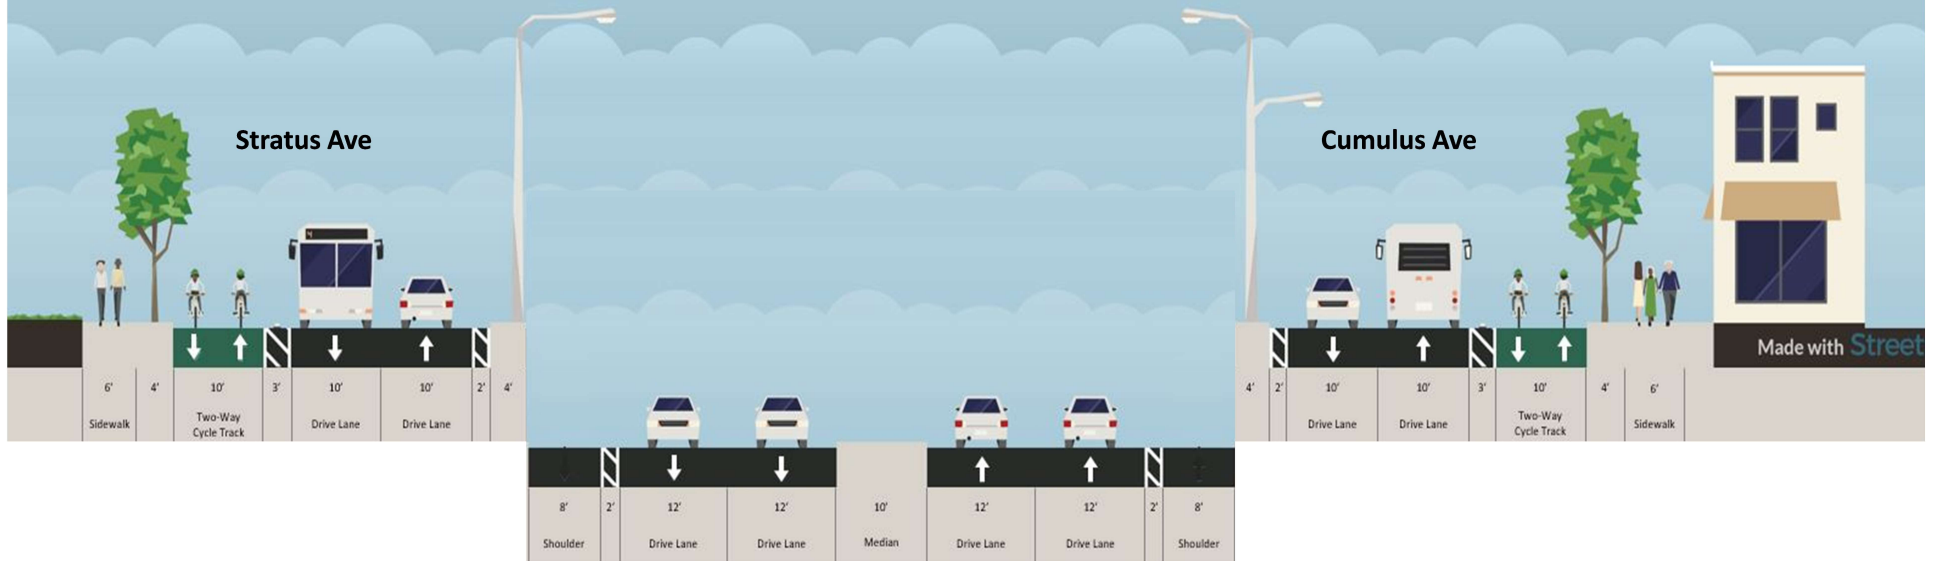 Stratus Ave
Cumulus Ave
4
Made with Street
6' 4' 10' 3' 10' 10' 2' 4'
Sidewalk Two-Way Cycle Track Drive Lane Drive Lane
4' 2' 10' 10' 3' 10' 4' 6'
Drive Lane Drive Lane Two-Way Cycle Track Sidewalk
8' 2' 12' 12' 10' 12' 12' 2' 8'
Shoulder Drive Lane Drive Lane Median Drive Lane Drive Lane Shoulder